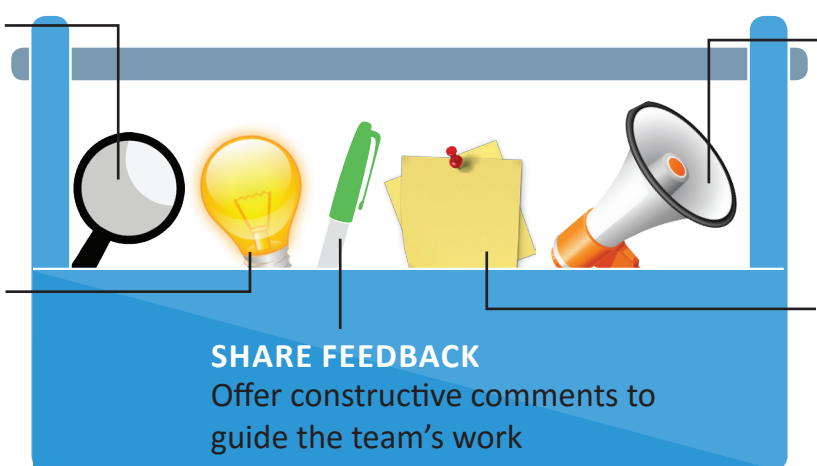 SHARE FEEDBACK
Offer constructive comments to
guide the team's work